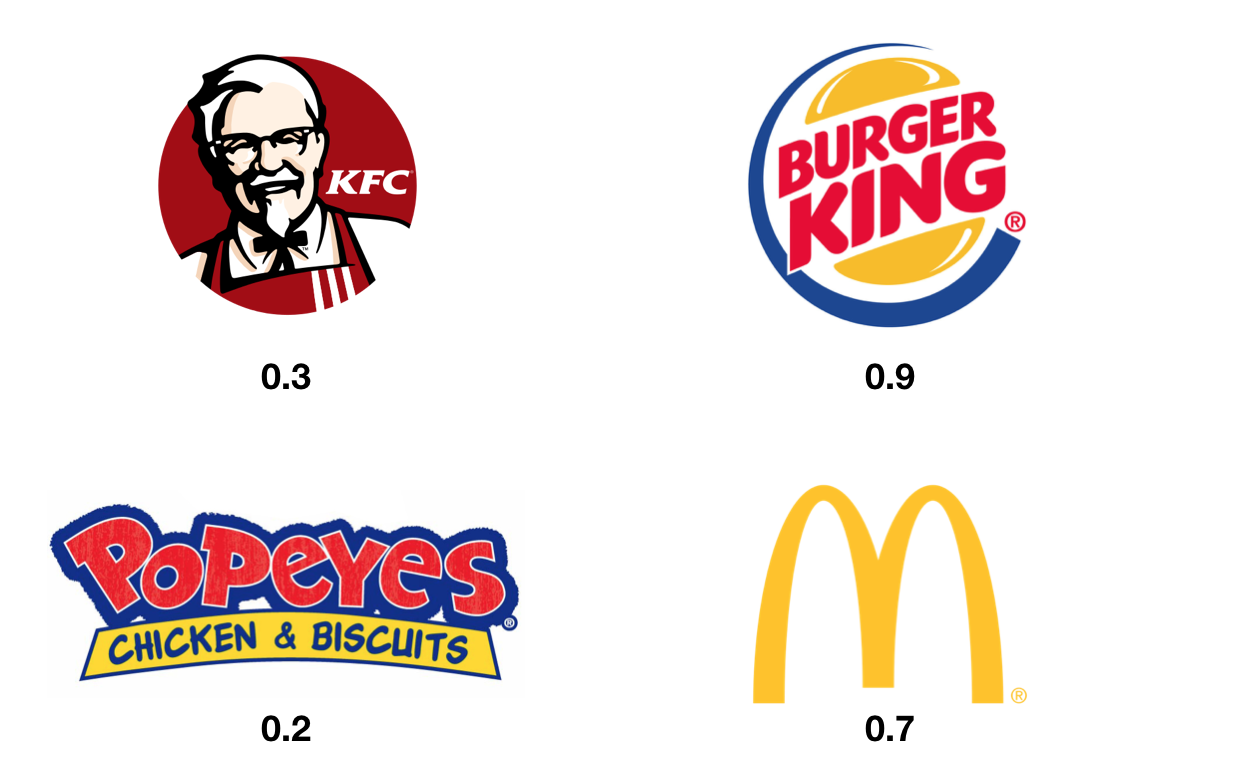 KFC
BURGER
KING
®
0.3
0.9
POPEYES
®
CHICKEN & BISCUITS
®
0.2
0.7